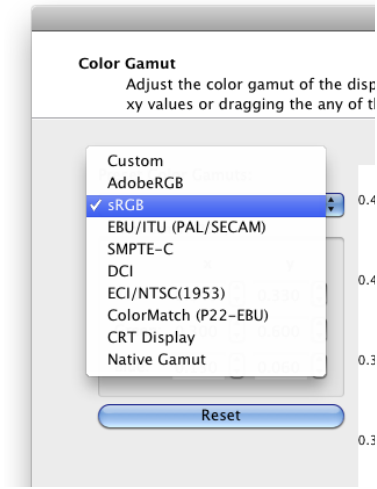 Color Gamut
Adjust the color gamut of the disp
xy values or dragging the any of th
Custom
AdobeRGB
✓ sRGB
EBU/ITU (PAL/SECAM)
SMPTE-C
DCI
ECI/NTSC(1953)
ColorMatch (P22-EBU)
CRT Display
Native Gamut
Reset
0.4
0.4
0.3
0.3